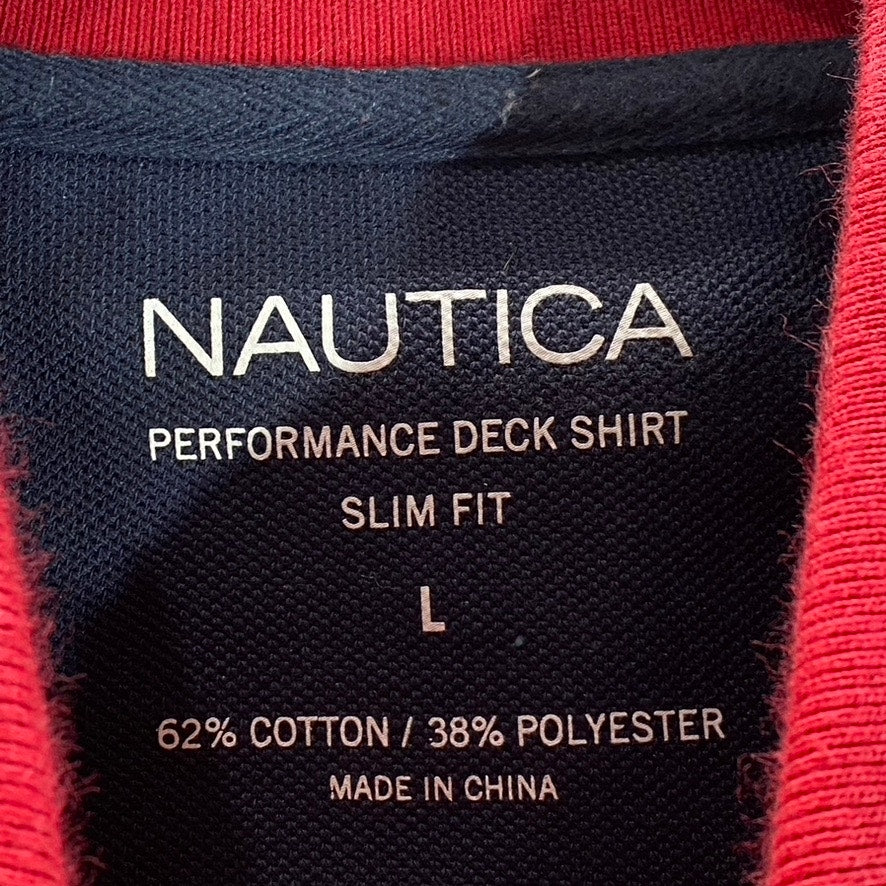 NAUTICA
PERFORMANCE DECK SHIRT
SLIM FIT
L
62% COTTON / 38% POLYESTER
MADE IN CHINA